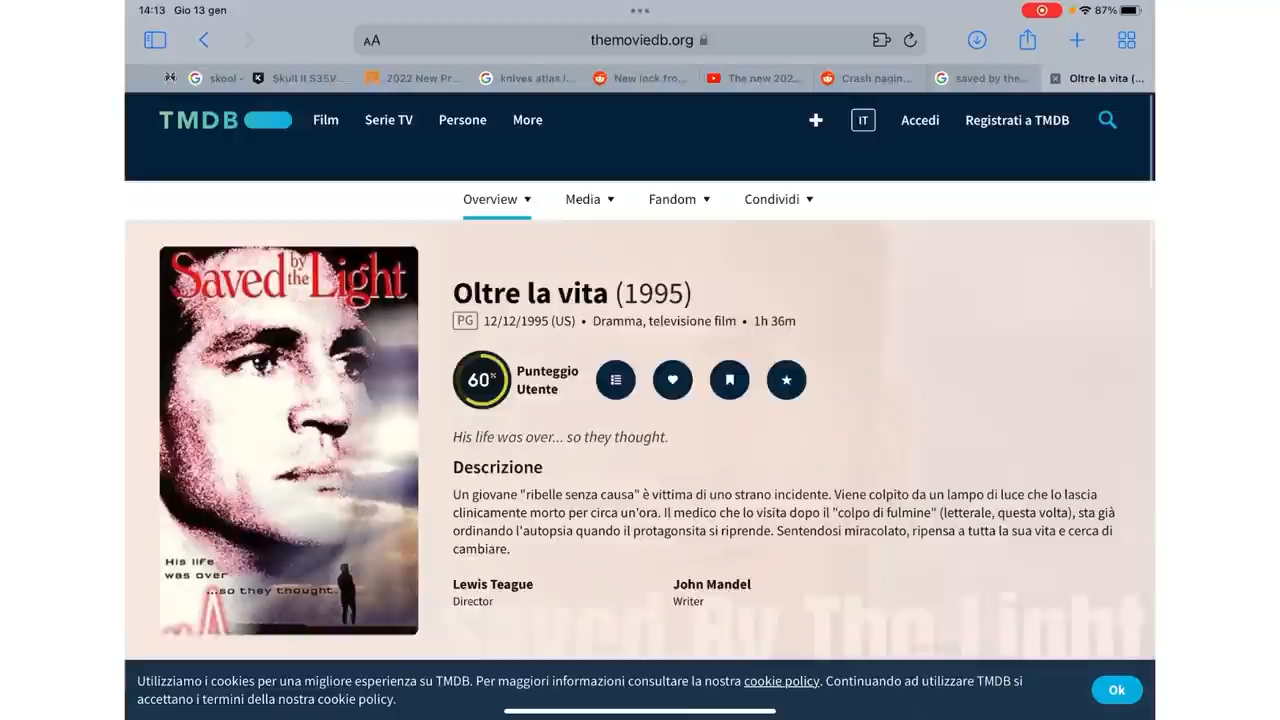 14:13 Gio 13 gen
87%
AA themoviedb.org
skool - Skull II S35V... 2022 New Pr... knives atlas.l... New lock fro... The new 202... Crash pagin... saved by the... Oltre la vita (...
TMDB Film Serie TV Persone More IT Accedi Registrati a TMDB
Overview Media Fandom Condividi
Saved by the Light
His life
was over
...so they thought.
Oltre la vita (1995)
PG 12/12/1995 (US) • Dramma, televisione film • 1h 36m
60% Punteggio
Utente
His life was over... so they thought.
Descrizione
Un giovane "ribelle senza causa" è vittima di uno strano incidente. Viene colpito da un lampo di luce che lo lascia
clinicamente morto per circa un'ora. Il medico che lo visita dopo il "colpo di fulmine" (letterale, questa volta), sta già
ordinando l'autopsia quando il protagonsita si riprende. Sentendosi miracolato, ripensa a tutta la sua vita e cerca di
cambiare.
Lewis Teague John Mandel
Director Writer
Saved By The Light
Utilizziamo i cookies per una migliore esperienza su TMDB. Per maggiori informazioni consultare la nostra cookie policy. Continuando ad utilizzare TMDB si
accettano i termini della nostra cookie policy.
Ok